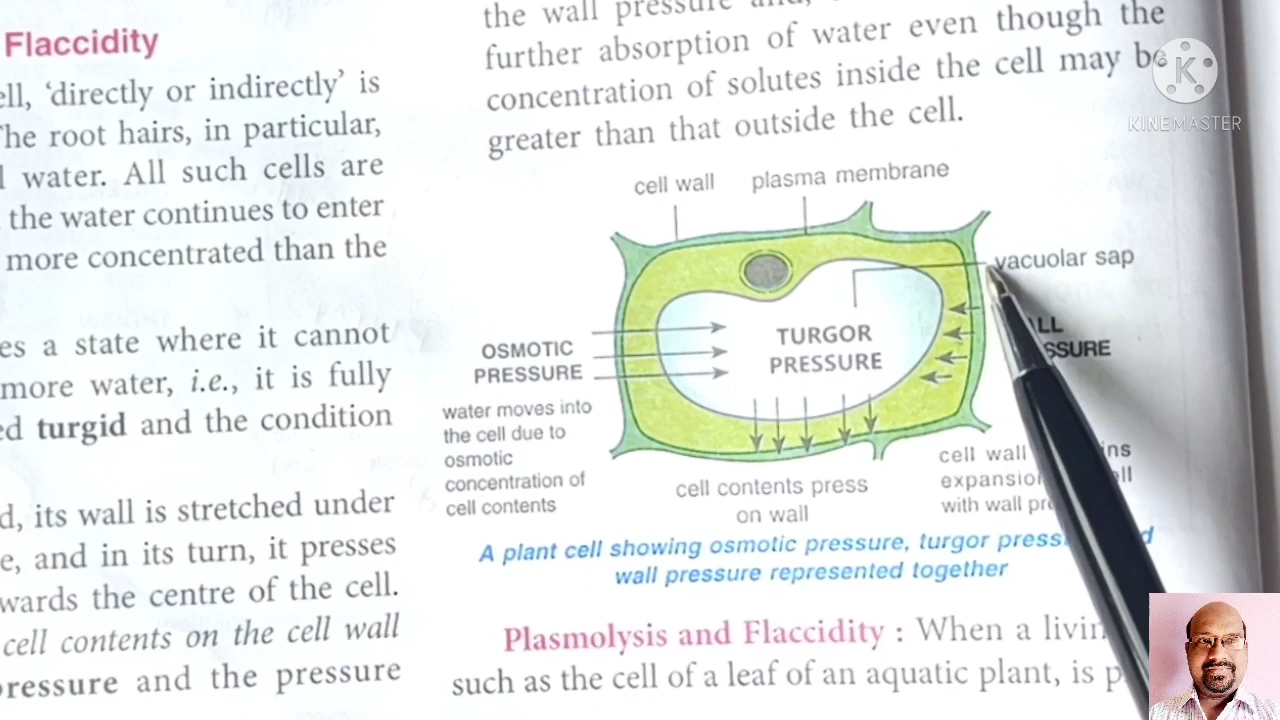 Flaccidity
ell, ‘directly or indirectly’ is
The root hairs, in particular,
l water. All such cells are
the water continues to enter
more concentrated than the
es a state where it cannot
more water, i.e., it is fully
ed turgid and the condition
d, its wall is stretched under
e, and in its turn, it presses
wards the centre of the cell.
cell contents on the cell wall
pressure and the pressure
the wall pressure and,
further absorption of water even though the
concentration of solutes inside the cell may be
greater than that outside the cell.
cell wall
plasma membrane
vacuolar sap
OSMOTIC
PRESSURE
TURGOR
PRESSURE
LL
SSURE
water moves into
the cell due to
osmotic
concentration of
cell contents
cell contents press
on wall
cell wall ns
expansion ll
with wall pre
A plant cell showing osmotic pressure, turgor press d
wall pressure represented together
Plasmolysis and Flaccidity : When a livin
such as the cell of a leaf of an aquatic plant, is p
K
KINEMASTER